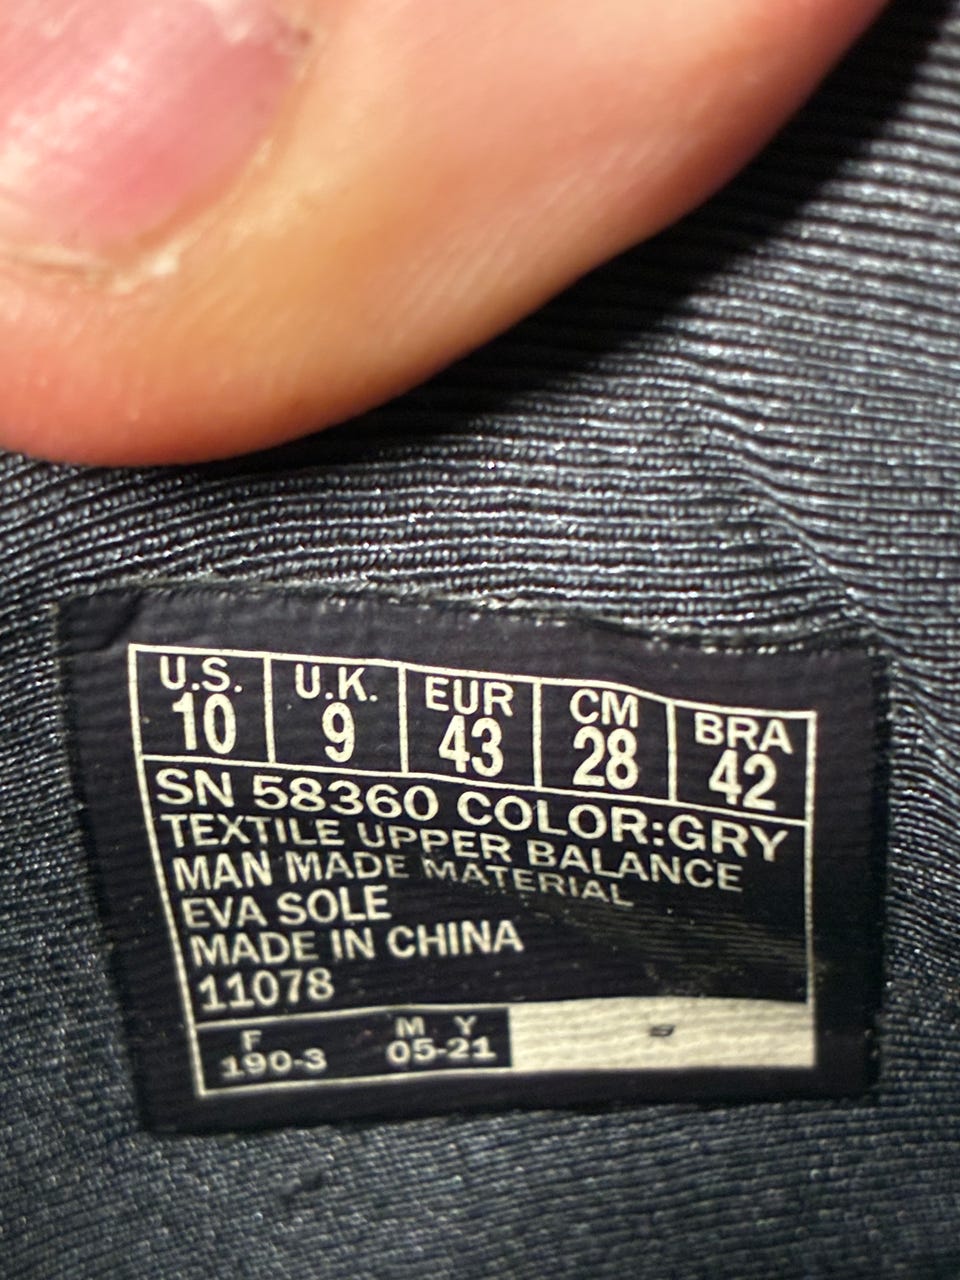 U.S. U.K. EUR CM BRA
10 9 43 28 42
SN 58360 COLOR:GRY
TEXTILE UPPER BALANCE
MAN MADE MATERIAL
EVA SOLE
MADE IN CHINA
11078
F M Y
190-3 05-21